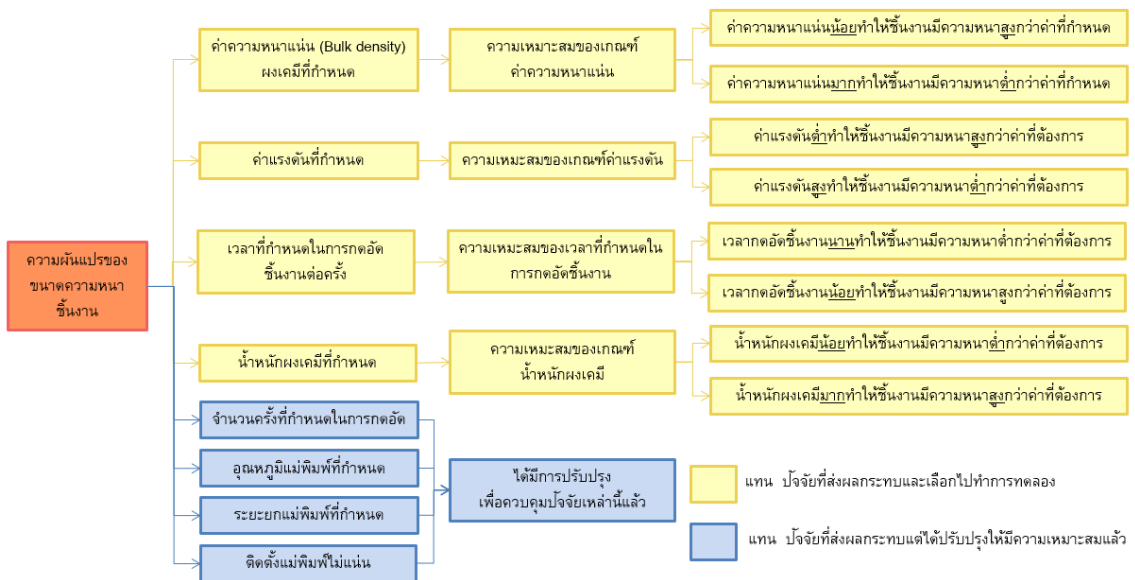 ค่าความหนาแน่น (Bulk density)
ผงเคมีที่กำหนด
ความเหมาะสมของเกณฑ์
ค่าความหนาแน่น
ค่าความหนาแน่นน้อยทำให้ชิ้นงานมีความหนาสูงกว่าค่าที่กำหนด
ค่าความหนาแน่นมากทำให้ชิ้นงานมีความหนาต่ำกว่าค่าที่กำหนด
ค่าแรงดันที่กำหนด
ความเหมะสมของเกณฑ์ค่าแรงดัน
ค่าแรงดันต่ำทำให้ชิ้นงานมีความหนาสูงกว่าค่าที่ต้องการ
ค่าแรงดันสูงทำให้ชิ้นงานมีความหนาต่ำกว่าค่าที่ต้องการ
ความผันแปรของ
ขนาดความหนา
ชิ้นงาน
เวลาที่กำหนดในการกดอัด
ชิ้นงานต่อครั้ง
ความเหมะสมของเวลาที่กำหนดใน
การกดอัดชิ้นงาน
เวลากดอัดชิ้นงานนานทำให้ชิ้นงานมีความหนาต่ำกว่าค่าที่ต้องการ
เวลากดอัดชิ้นงานน้อยทำให้ชิ้นงานมีความหนาสูงกว่าค่าที่ต้องการ
น้ำหนักผงเคมีที่กำหนด
ความเหมะสมของเกณฑ์
น้ำหนักผงเคมี
น้ำหนักผงเคมีน้อยทำให้ชิ้นงานมีความหนาต่ำกว่าค่าที่ต้องการ
น้ำหนักผงเคมีมากทำให้ชิ้นงานมีความหนาสูงกว่าค่าที่ต้องการ
จำนวนครั้งที่กำหนดในการกดอัด
อุณหภูมิแม่พิมพ์ที่กำหนด
ระยะยกแม่พิมพ์ที่กำหนด
ติดตั้งแม่พิมพ์ไม่แน่น
ได้มีการปรับปรุง
เพื่อควบคุมปัจจัยเหล่านี้แล้ว
แทน ปัจจัยที่ส่งผลกระทบและเลือกไปทำการทดลอง
แทน ปัจจัยที่ส่งผลกระทบแต่ได้ปรับปรุงให้มีความเหมาะสมแล้ว